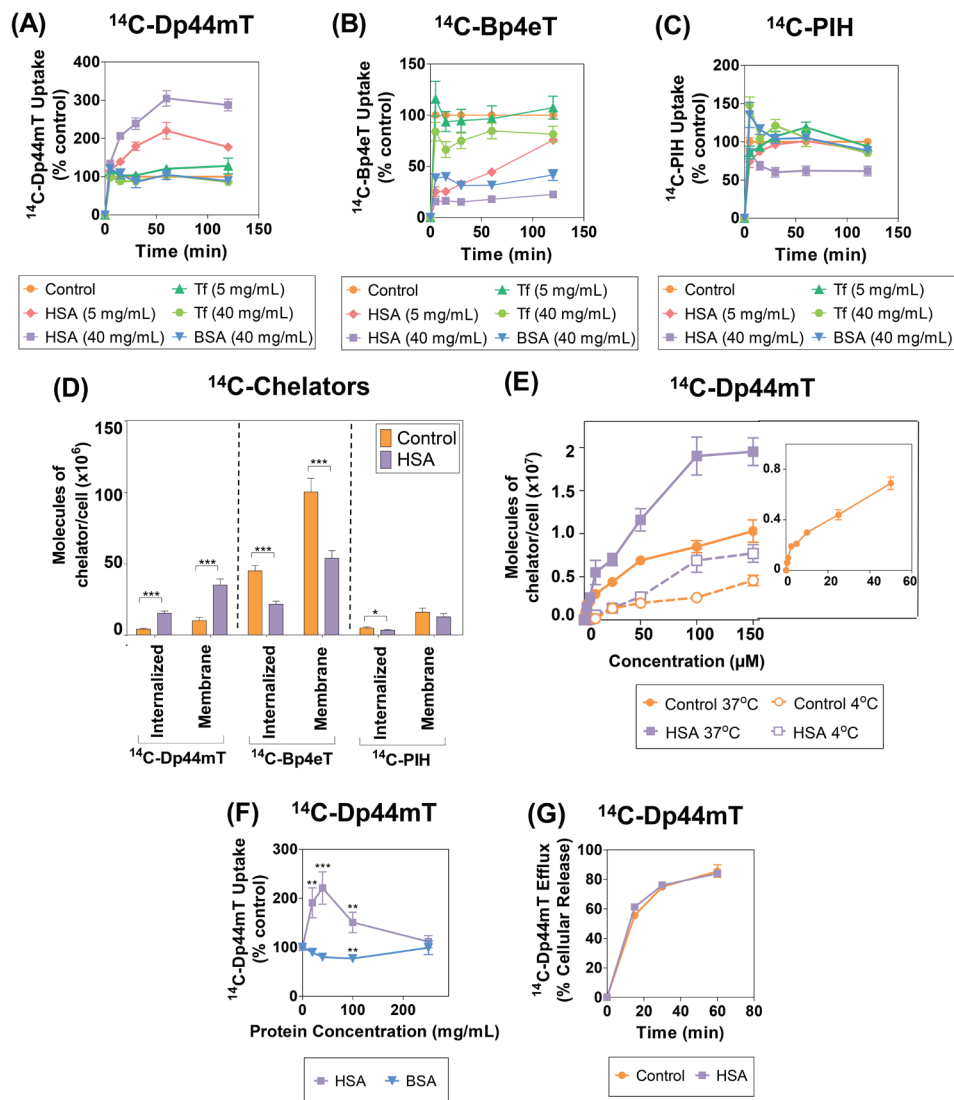 (A) ¹⁴C-Dp44mT
¹⁴C-Dp44mT Uptake
(% control)
400
300
200
100
0
0 50 100 150
Time (min)
Control
HSA (5 mg/mL)
HSA (40 mg/mL)
Tf (5 mg/mL)
Tf (40 mg/mL)
BSA (40 mg/mL)
(B) ¹⁴C-Bp4eT
¹⁴C-Bp4eT Uptake
(% control)
150
100
50
0
0 50 100 150
Time (min)
Control
HSA (5 mg/mL)
HSA (40 mg/mL)
Tf (5 mg/mL)
Tf (40 mg/mL)
BSA (40 mg/mL)
(C) ¹⁴C-PIH
¹⁴C-PIH Uptake
(% control)
200
150
100
50
0
0 50 100 150
Time (min)
Control
HSA (5 mg/mL)
HSA (40 mg/mL)
Tf (5 mg/mL)
Tf (40 mg/mL)
BSA (40 mg/mL)
(D) ¹⁴C-Chelators
Molecules of
chelator/cell (x10⁶)
150
100
50
0
Control
HSA
***
***
***
***
*
Internalized
Membrane
Internalized
Membrane
Internalized
Membrane
¹⁴C-Dp44mT
¹⁴C-Bp4eT
¹⁴C-PIH
(E) ¹⁴C-Dp44mT
Molecules of
chelator/cell (x10⁷)
2
1.5
1.0
0.5
0.0
0 50 100 150
Concentration (µM)
0.8
0.4
0
0 20 40 60
Control 37°C
Control 4°C
HSA 37°C
HSA 4°C
(F) ¹⁴C-Dp44mT
¹⁴C-Dp44mT Uptake
(% control)
300
200
100
0
**
***
**
**
0 100 200
Protein Concentration (mg/mL)
HSA
BSA
(G) ¹⁴C-Dp44mT
¹⁴C-Dp44mT Efflux
(% Cellular Release)
100
80
60
40
20
0
0 20 40 60 80
Time (min)
Control
HSA